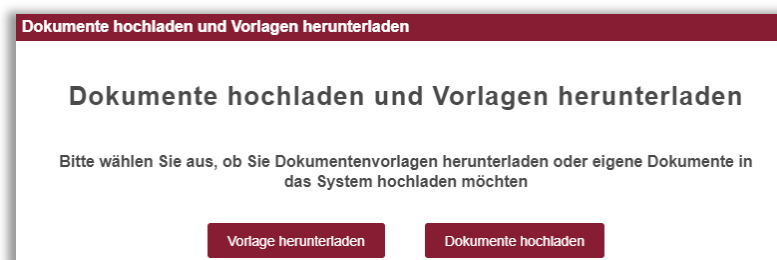 Dokumente hochladen und Vorlagen herunterladen
Dokumente hochladen und Vorlagen herunterladen
Bitte wählen Sie aus, ob Sie Dokumentenvorlagen herunterladen oder eigene Dokumente in
das System hochladen möchten
Vorlage herunterladen Dokumente hochladen